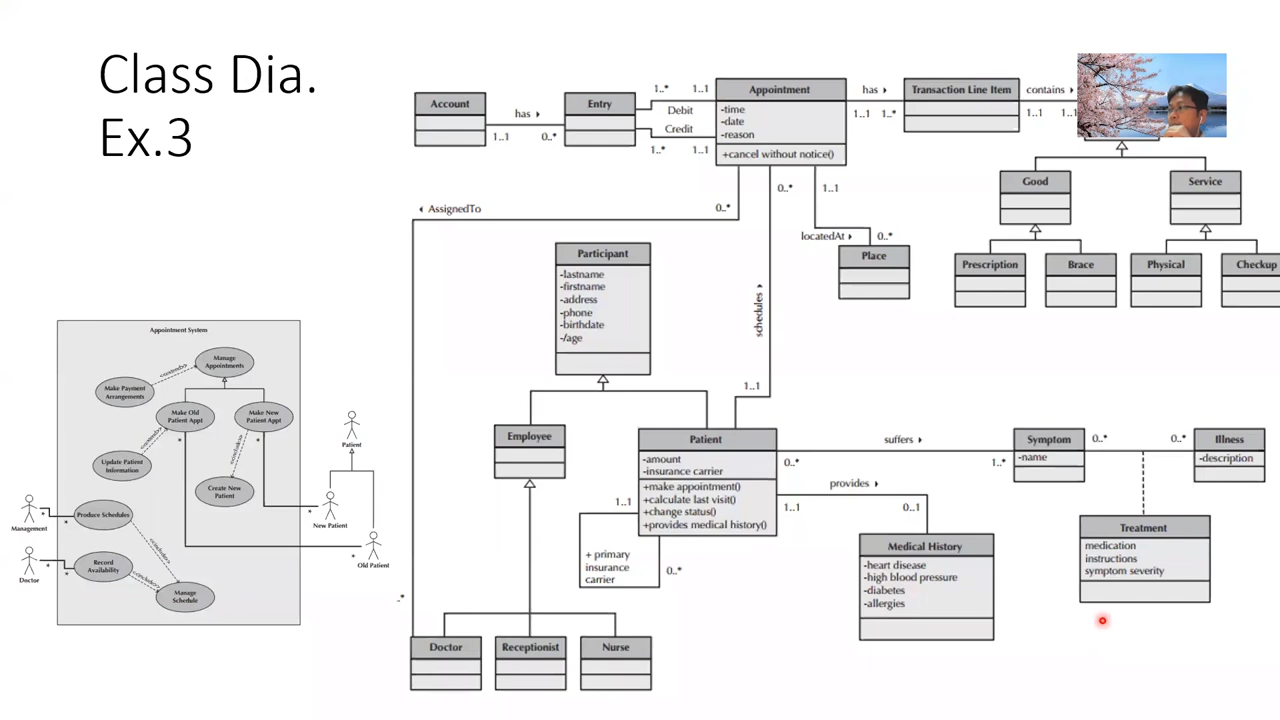 Class Dia.
Ex.3
Account
has
1..1
0..*
Entry
1..*
1..1
Debit
Credit
1..*
1..1
Appointment
-time
-date
-reason
+cancel without notice()
has
1..1
1..*
Transaction Line Item
contains
1..1
1..1
Good
Service
Prescription
Brace
Physical
Checkup
AssignedTo
0..*
0..*
schedules
1..1
1..1
locatedAt
0..*
Place
Participant
-lastname
-firstname
-address
-phone
-birthdate
-/age
Employee
Patient
-amount
-insurance carrier
+make appointment()
+calculate last visit()
+change status()
+provides medical history()
1..1
+ primary
insurance
carrier
0..*
suffers
0..*
1..*
Symptom
-name
0..*
0..*
Illness
-description
provides
1..1
0..1
Medical History
-heart disease
-high blood pressure
-diabetes
-allergies
Treatment
medication
instructions
symptom severity
..*
Doctor
Receptionist
Nurse
Appointment System
Manage
Appointments
<<extend>>
Make Payment
Arrangements
Make Old
Patient Appt
Make New
Patient Appt
*
*
<<extend>>
<<include>>
Update Patient
Information
Create New
Patient
Patient
*
New Patient
Management
*
*
Produce Schedules
<<include>>
*
Old Patient
Doctor
*
*
Record
Availability
<<include>>
Manage
Schedule